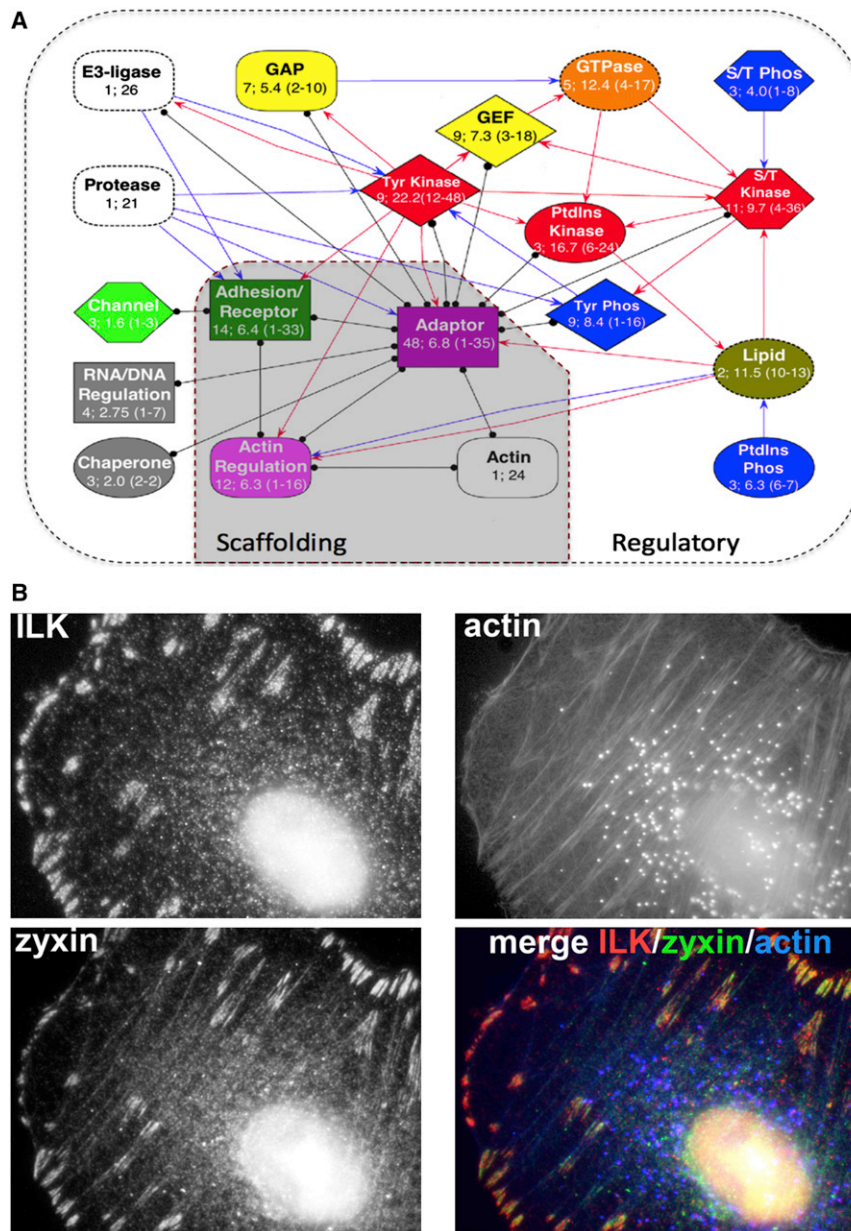 A
E3-ligase
1; 26
GAP
7; 5.4 (2-10)
GTPase
5; 12.4 (4-17)
S/T Phos
3; 4.0(1-8)
GEF
9; 7.3 (3-18)
Protease
1; 21
Tyr Kinase
9; 22.2(12-48)
S/T
Kinase
11; 9.7 (4-36)
PtdIns
Kinase
3; 16.7 (6-24)
Channel
3; 1.6 (1-3)
Adhesion/
Receptor
14; 6.4 (1-33)
Adaptor
48; 6.8 (1-35)
Tyr Phos
9; 8.4 (1-16)
Lipid
2; 11.5 (10-13)
RNA/DNA
Regulation
4; 2.75 (1-7)
Chaperone
3; 2.0 (2-2)
Actin
Regulation
12; 6.3 (1-16)
Actin
1; 24
PtdIns
Phos
3; 6.3 (6-7)
Scaffolding
Regulatory
B
ILK
actin
zyxin
merge ILK/zyxin/actin